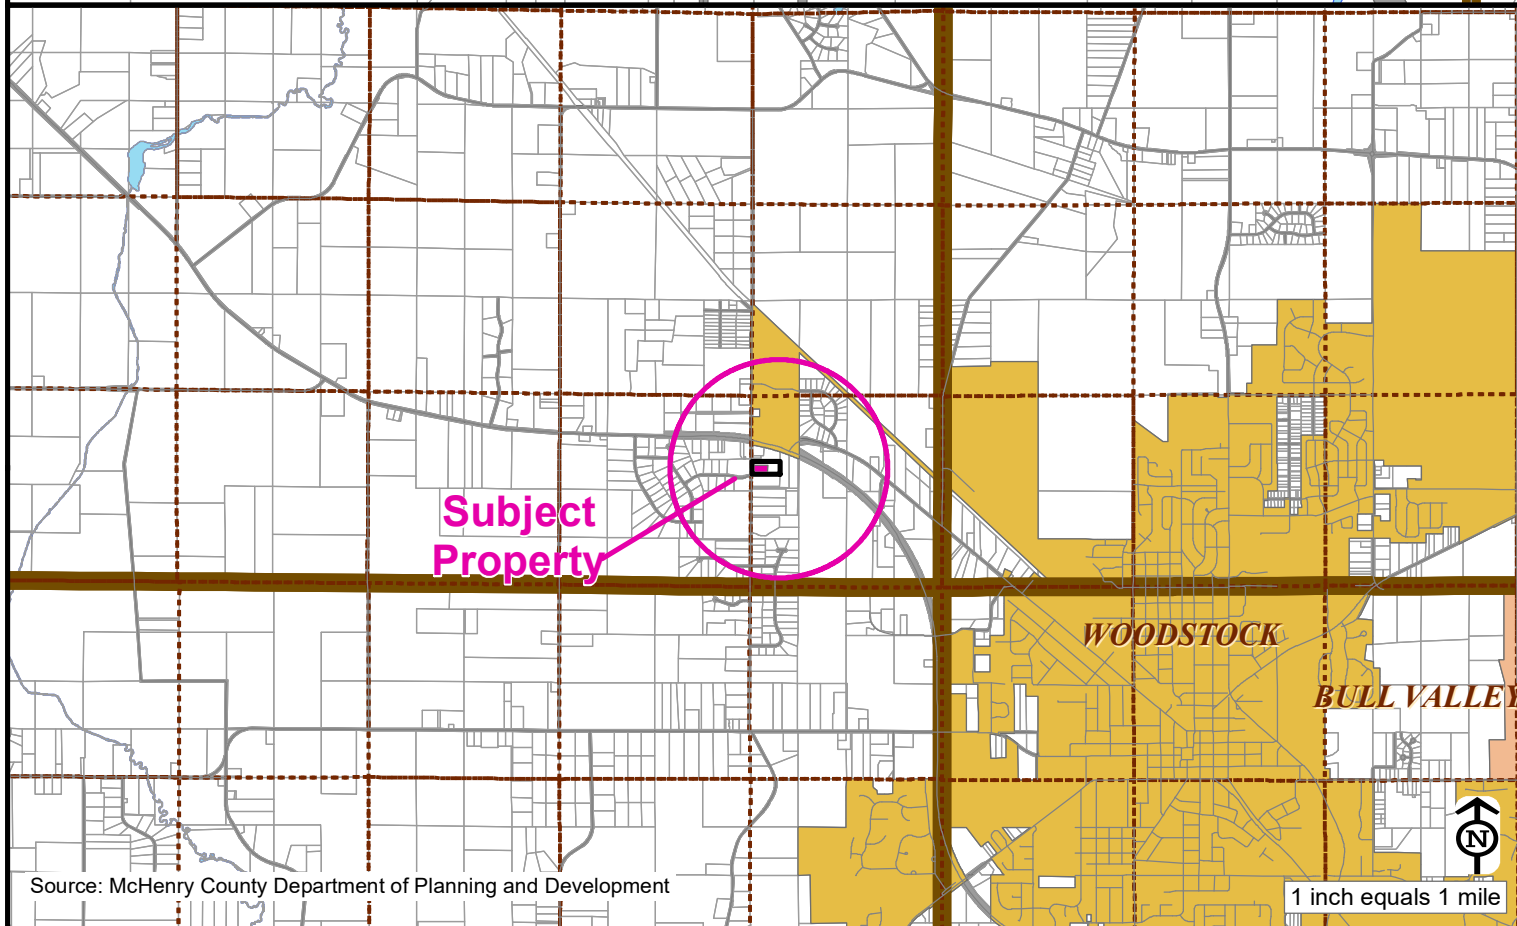 Subject
Property
WOODSTOCK
BULL VALLEY
N
Source: McHenry County Department of Planning and Development
1 inch equals 1 mile